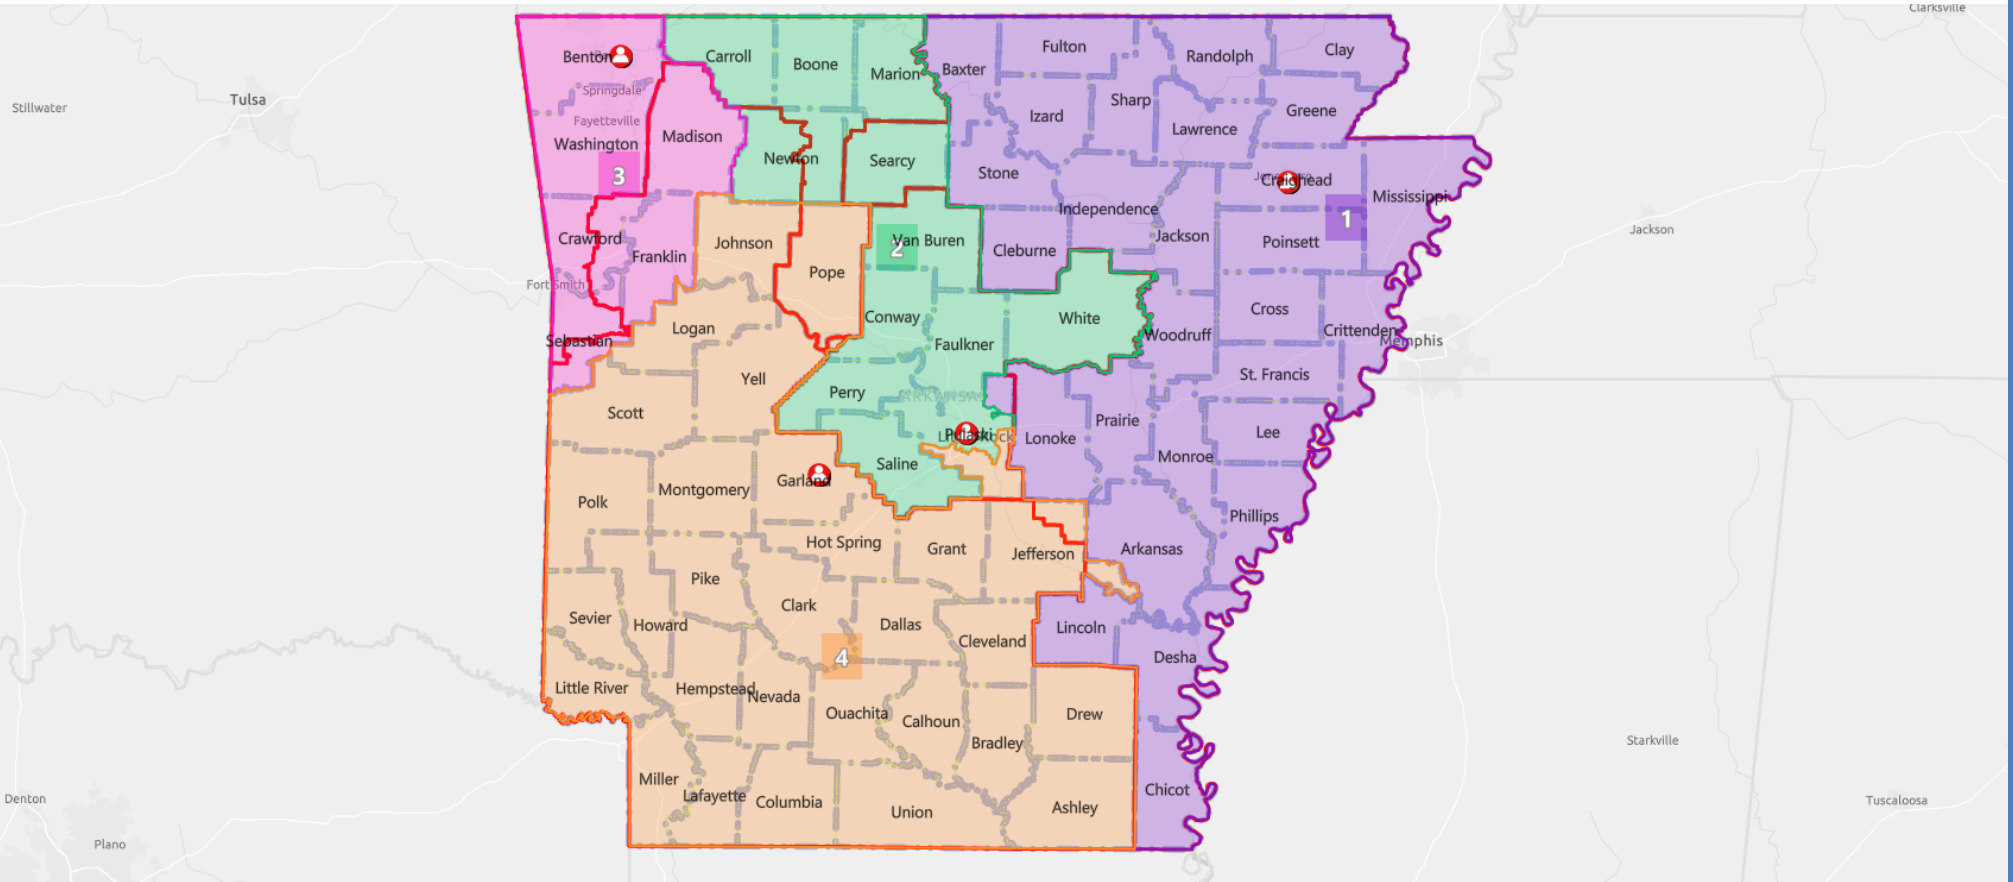 Clarksville
Stillwater
Tulsa
Benton
Springdale
Fayetteville
Washington
Madison
3
Carroll
Boone
Marion
Newton
Searcy
Baxter
Fulton
Randolph
Clay
Izard
Sharp
Greene
Lawrence
Stone
Craighead
Mississippi
1
Independence
Jackson
Poinsett
Cleburne
Jackson
Crawford
Franklin
Fort Smith
Sebastian
Johnson
Pope
2
Van Buren
Logan
Conway
Faulkner
White
Woodruff
Cross
Crittenden
Memphis
St. Francis
Yell
Scott
Perry
ARKANSAS
Pulaski
Lonoke
Prairie
Lee
Monroe
Saline
Garland
Polk
Montgomery
Phillips
Hot Spring
Grant
Jefferson
Arkansas
Pike
Clark
Sevier
Howard
Dallas
Cleveland
Lincoln
Desha
4
Little River
Hempstead
Nevada
Ouachita
Calhoun
Bradley
Drew
Miller
Lafayette
Columbia
Union
Ashley
Chicot
Starkville
Denton
Plano
Tuscaloosa